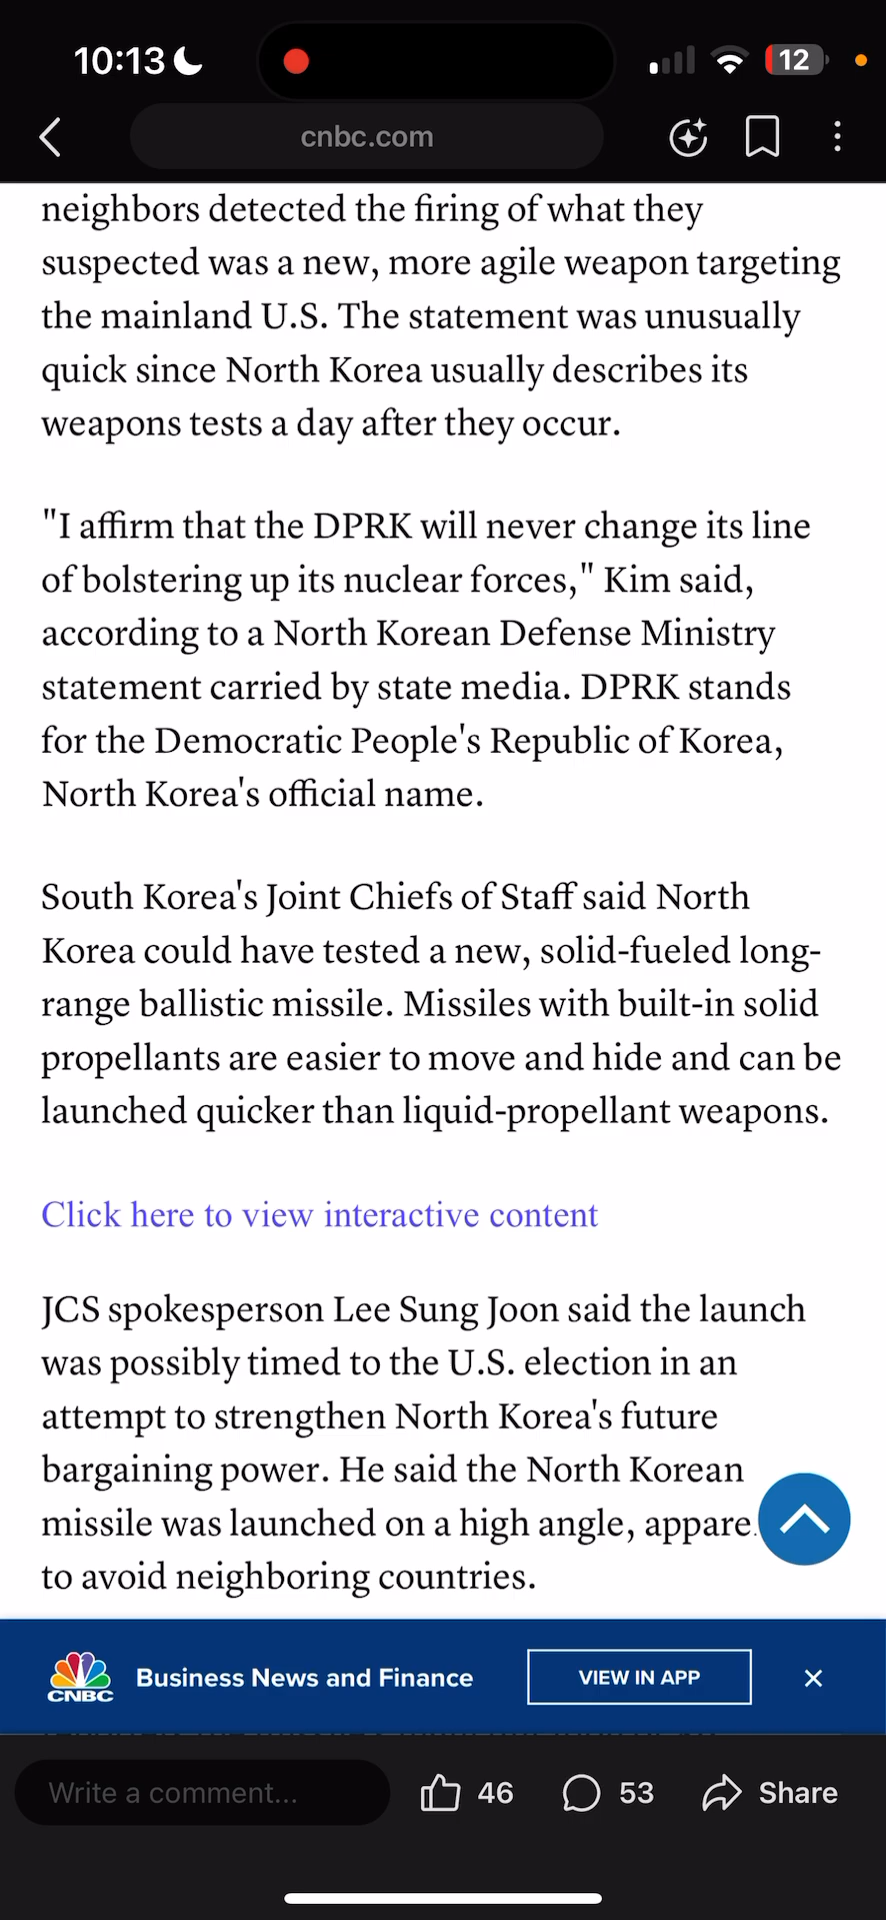 10:13
12
cnbc.com
neighbors detected the firing of what they
suspected was a new, more agile weapon targeting
the mainland U.S. The statement was unusually
quick since North Korea usually describes its
weapons tests a day after they occur.
"I affirm that the DPRK will never change its line
of bolstering up its nuclear forces," Kim said,
according to a North Korean Defense Ministry
statement carried by state media. DPRK stands
for the Democratic People's Republic of Korea,
North Korea's official name.
South Korea's Joint Chiefs of Staff said North
Korea could have tested a new, solid-fueled long-
range ballistic missile. Missiles with built-in solid
propellants are easier to move and hide and can be
launched quicker than liquid-propellant weapons.
Click here to view interactive content
JCS spokesperson Lee Sung Joon said the launch
was possibly timed to the U.S. election in an
attempt to strengthen North Korea's future
bargaining power. He said the North Korean
missile was launched on a high angle, appare
to avoid neighboring countries.
CNBC
Business News and Finance
VIEW IN APP
Write a comment...
46
53
Share